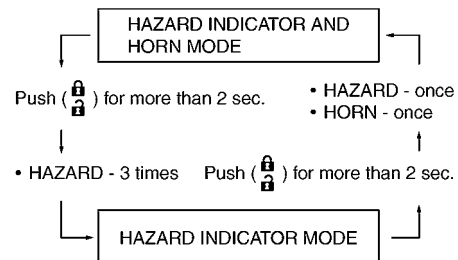 HAZARD INDICATOR AND
HORN MODE
Push ( ) for more than 2 sec.
• HAZARD - once
• HORN - once
• HAZARD - 3 times
Push ( ) for more than 2 sec.
HAZARD INDICATOR MODE